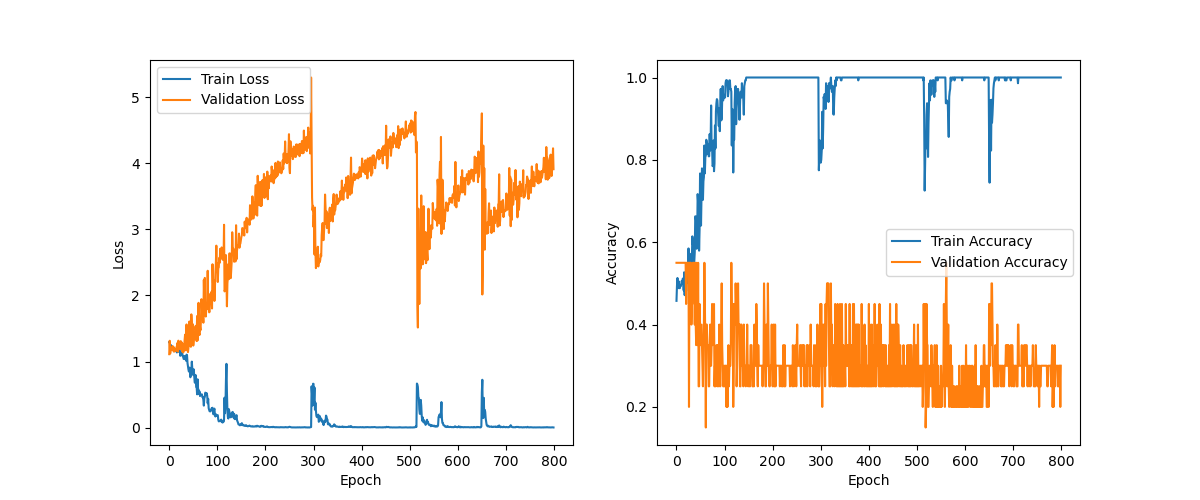 Train Loss
Validation Loss
5
4
3
2
1
0
Loss
0 100 200 300 400 500 600 700 800
Epoch
Train Accuracy
Validation Accuracy
1.0
0.8
0.6
0.4
0.2
Accuracy
0 100 200 300 400 500 600 700 800
Epoch